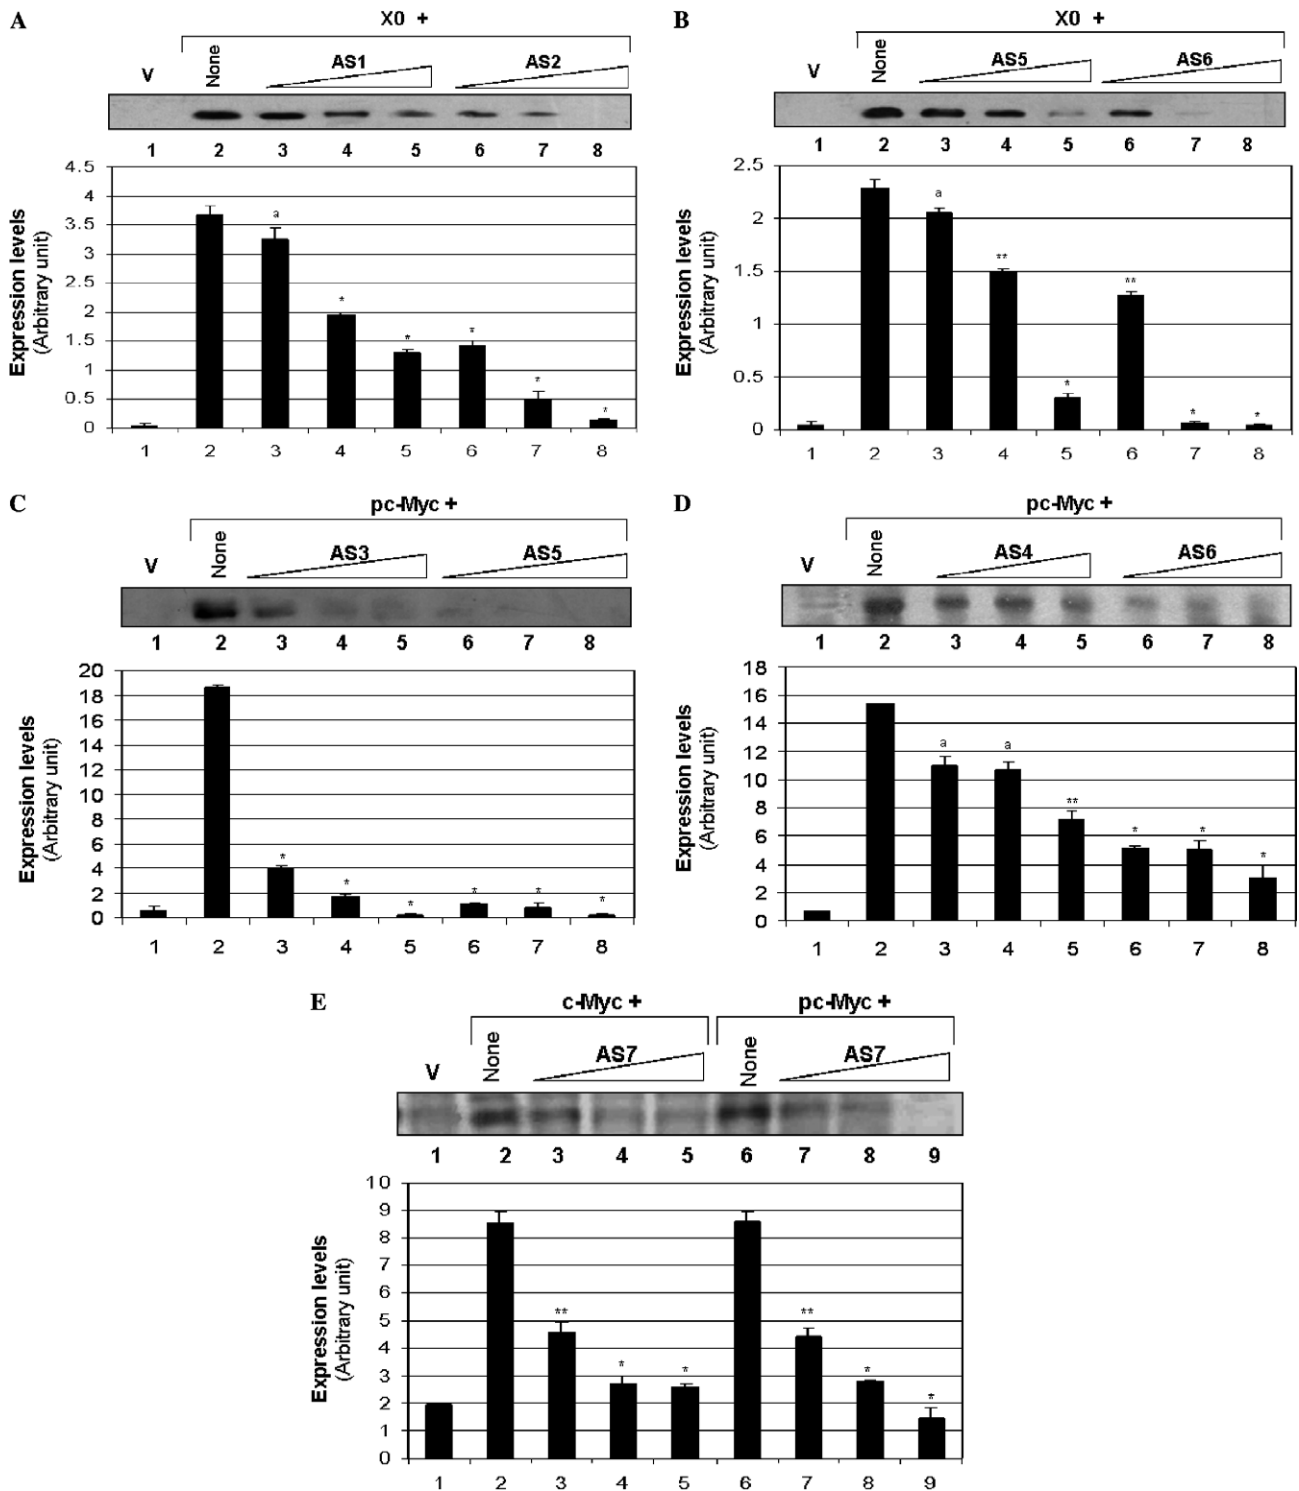 A
X0 +
V
None
AS1
AS2
1 2 3 4 5 6 7 8
Expression levels
(Arbitrary unit)
4.5
4
3.5
3
2.5
2
1.5
1
0.5
0
a
*
*
*
*
*
1 2 3 4 5 6 7 8
B
X0 +
V
None
AS5
AS6
1 2 3 4 5 6 7 8
Expression levels
(Arbitrary unit)
2.5
2
1.5
1
0.5
0
a
**
*
**
*
*
1 2 3 4 5 6 7 8
C
pc-Myc +
V
None
AS3
AS5
1 2 3 4 5 6 7 8
Expression levels
(Arbitrary unit)
20
18
16
14
12
10
8
6
4
2
0
*
*
*
*
*
*
1 2 3 4 5 6 7 8
D
pc-Myc +
V
None
AS4
AS6
1 2 3 4 5 6 7 8
Expression levels
(Arbitrary unit)
18
16
14
12
10
8
6
4
2
0
a
a
**
*
*
*
1 2 3 4 5 6 7 8
E
c-Myc +
pc-Myc +
V
None
AS7
None
AS7
1 2 3 4 5 6 7 8 9
Expression levels
(Arbitrary unit)
10
9
8
7
6
5
4
3
2
1
0
**
*
*
**
*
*
1 2 3 4 5 6 7 8 9